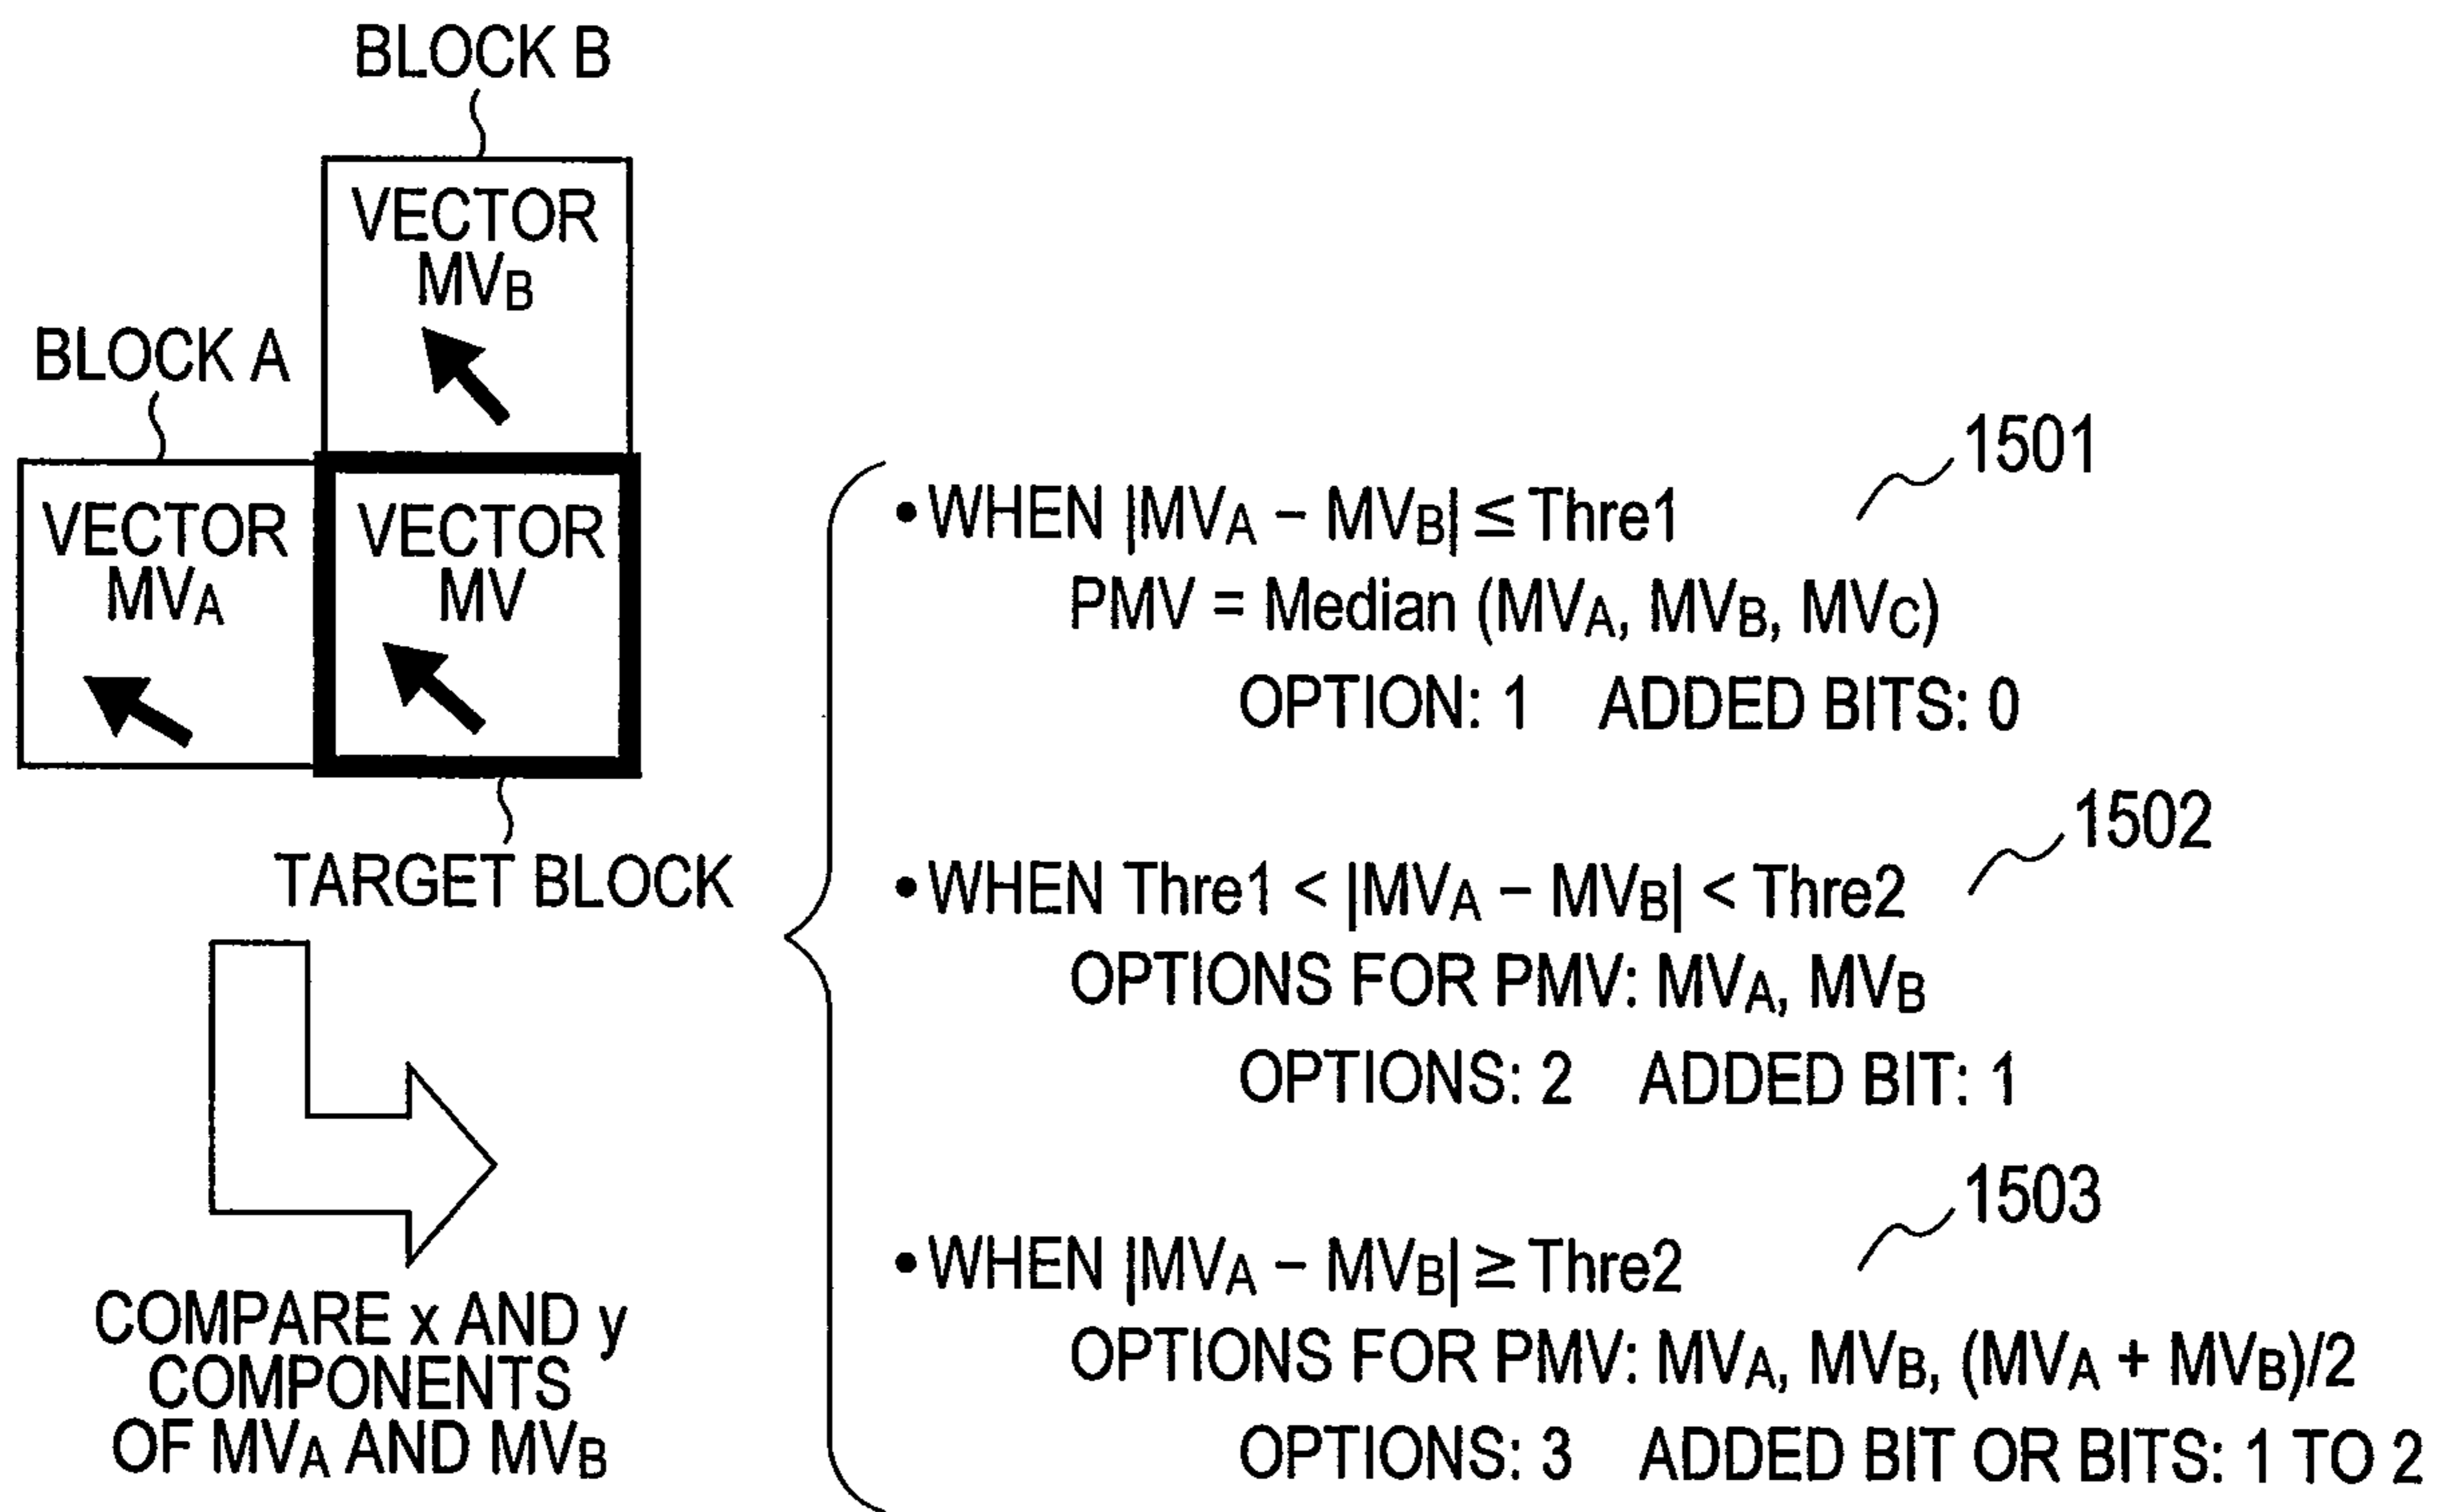 BLOCK B
VECTOR
MVB
BLOCK A
VECTOR
MVA
VECTOR
MV
TARGET BLOCK
COMPARE x AND y
COMPONENTS
OF MVA AND MVB
1501
•WHEN |MVA – MVB| ≤ Thre1
PMV = Median (MVA, MVB, MVC)
OPTION: 1 ADDED BITS: 0
1502
•WHEN Thre1 < |MVA – MVB| < Thre2
OPTIONS FOR PMV: MVA, MVB
OPTIONS: 2 ADDED BIT: 1
1503
•WHEN |MVA – MVB| ≥ Thre2
OPTIONS FOR PMV: MVA, MVB, (MVA + MVB)/2
OPTIONS: 3 ADDED BIT OR BITS: 1 TO 2